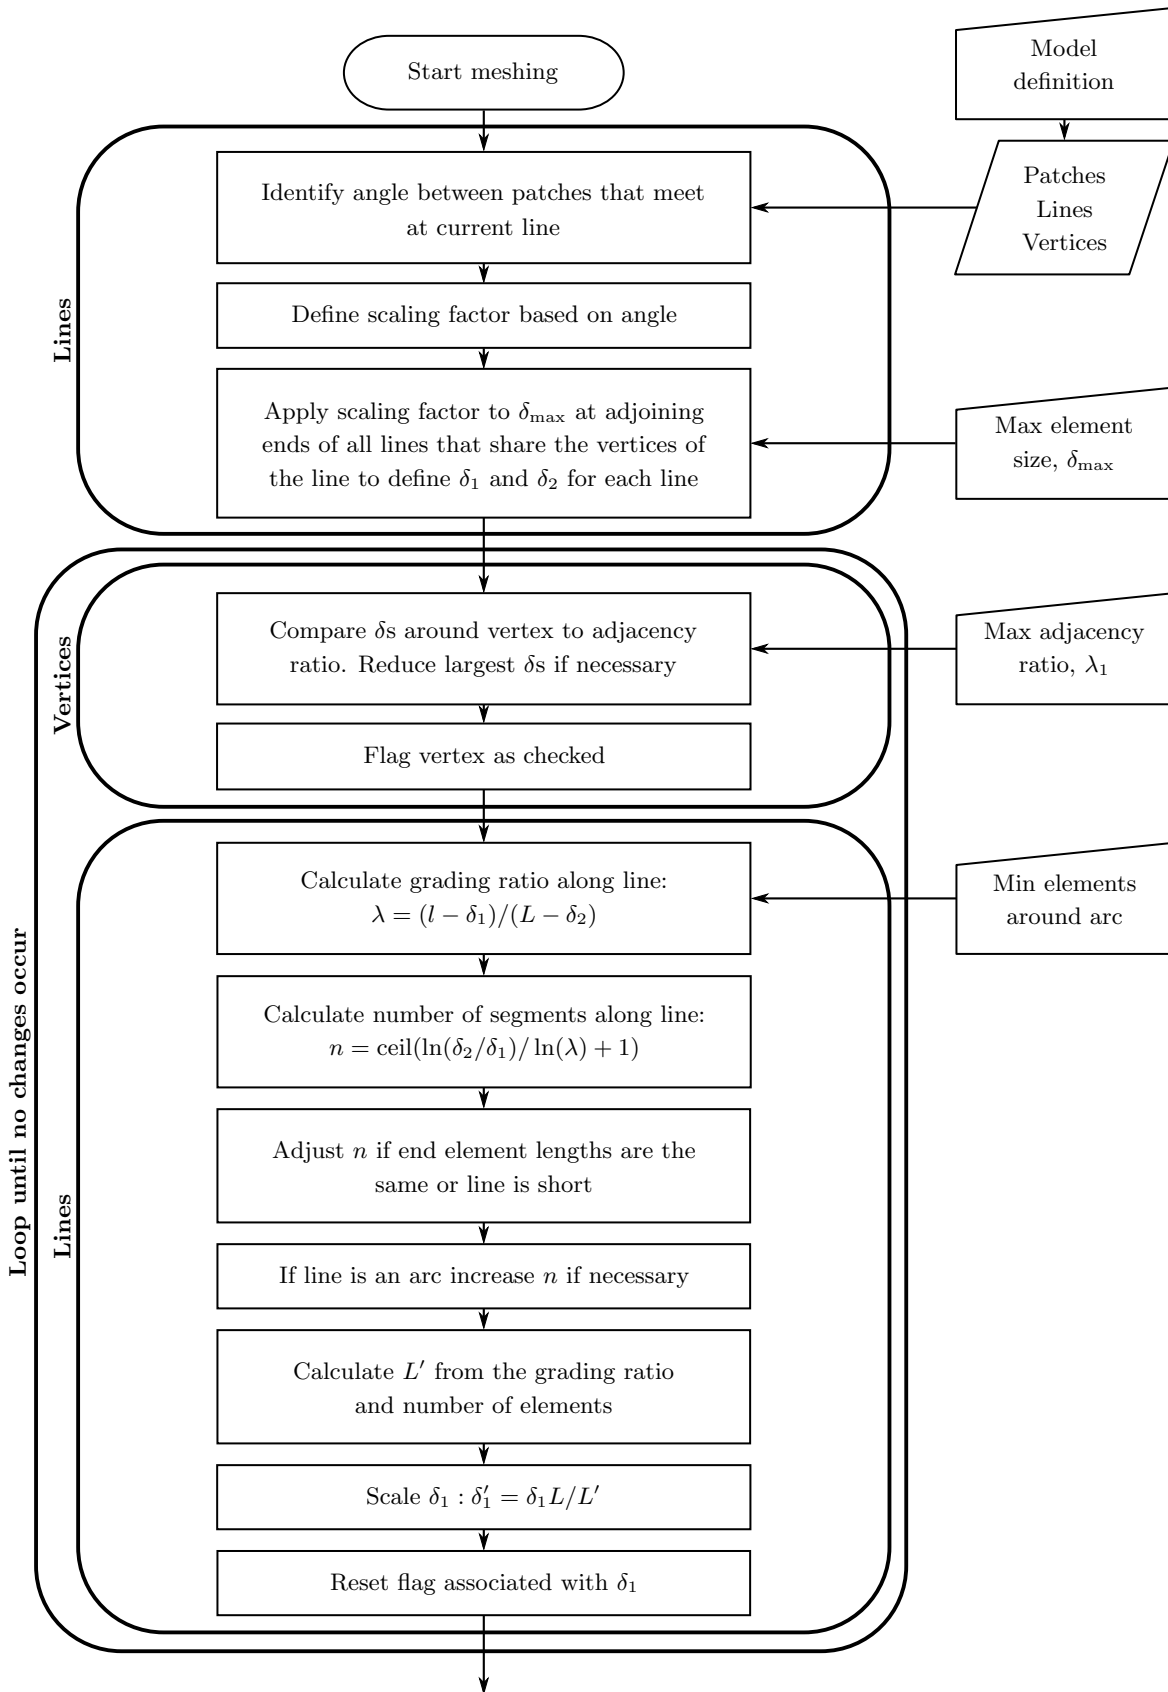 Start meshing
Model
definition
Patches
Lines
Vertices
Lines
Identify angle between patches that meet
at current line
Define scaling factor based on angle
Apply scaling factor to δmax at adjoining
ends of all lines that share the vertices of
the line to define δ1 and δ2 for each line
Max element
size, δmax
Loop until no changes occur
Vertices
Compare δs around vertex to adjacency
ratio. Reduce largest δs if necessary
Flag vertex as checked
Max adjacency
ratio, λ1
Lines
Calculate grading ratio along line:
λ = (l − δ1)/(L − δ2)
Min elements
around arc
Calculate number of segments along line:
n = ceil(ln(δ2/δ1)/ ln(λ) + 1)
Adjust n if end element lengths are the
same or line is short
If line is an arc increase n if necessary
Calculate L′ from the grading ratio
and number of elements
Scale δ1 : δ′1 = δ1L/L′
Reset flag associated with δ1